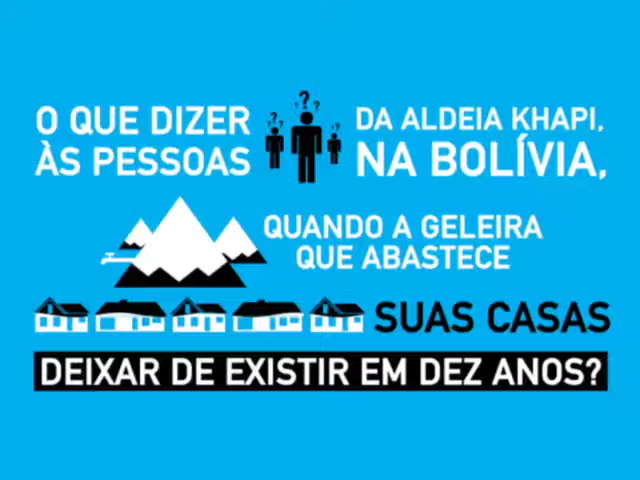 O QUE DIZER
ÀS PESSOAS
? ? ? ? ?
DA ALDEIA KHAPI,
NA BOLÍVIA,
QUANDO A GELEIRA
QUE ABASTECE
SUAS CASAS
DEIXAR DE EXISTIR EM DEZ ANOS?